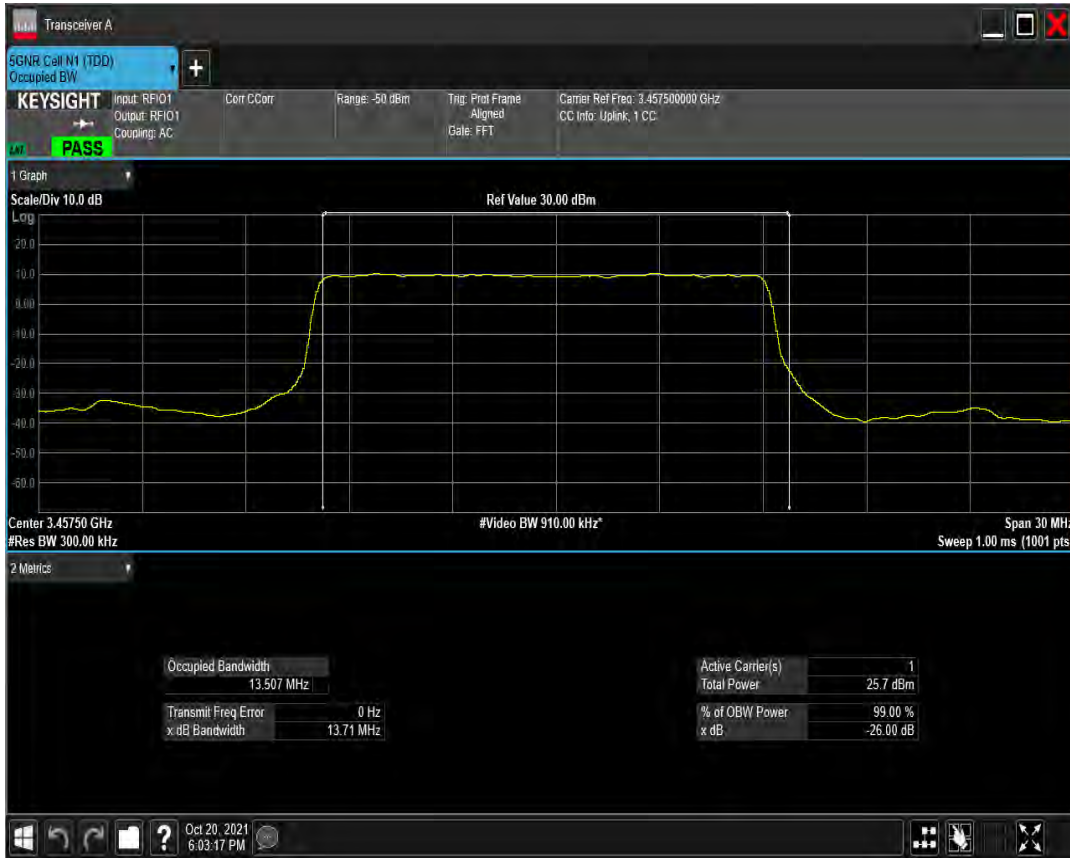 Transceiver A
5GNR Cell N1 (TDD)
Occupied BW
+
KEYSIGHT
PASS
Input: RFIO1
Output: RFIO1
Coupling: AC
Corr CCorr
Range: -50 dBm
Trig: Prot Frame
Aligned
Gate: FFT
Carrier Ref Freq: 3.457500000 GHz
CC Info: Uplink, 1 CC
1 Graph
Scale/Div 10.0 dB
Ref Value 30.00 dBm
Log
20.0
10.0
0.00
-10.0
-20.0
-30.0
-40.0
-50.0
-60.0
Center 3.45750 GHz
#Video BW 910.00 kHz*
Span 30 MHz
#Res BW 300.00 kHz
Sweep 1.00 ms (1001 pts
2 Metrics
Occupied Bandwidth
13.507 MHz
Transmit Freq Error 0 Hz
x dB Bandwidth 13.71 MHz
Active Carrier(s) 1
Total Power 25.7 dBm
% of OBW Power 99.00 %
x dB -26.00 dB
?
Oct 20, 2021
6:03:17 PM